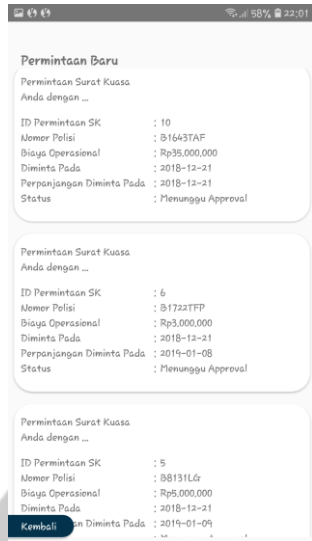 58% 22:01
Permintaan Baru
Permintaan Surat Kuasa
Anda dengan ...
ID Permintaan SK : 10
Nomor Polisi : B1643TAF
Biaya Operasional : Rp35,000,000
Diminta Pada : 2018-12-21
Perpanjangan Diminta Pada : 2018-12-21
Status : Menunggu Approval
Permintaan Surat Kuasa
Anda dengan ...
ID Permintaan SK : 6
Nomor Polisi : B1722TFP
Biaya Operasional : Rp3,000,000
Diminta Pada : 2018-12-21
Perpanjangan Diminta Pada : 2019-01-08
Status : Menunggu Approval
Permintaan Surat Kuasa
Anda dengan ...
ID Permintaan SK : 5
Nomor Polisi : B8131LG
Biaya Operasional : Rp5,000,000
Diminta Pada : 2018-12-21
Kembali an Diminta Pada : 2019-01-09